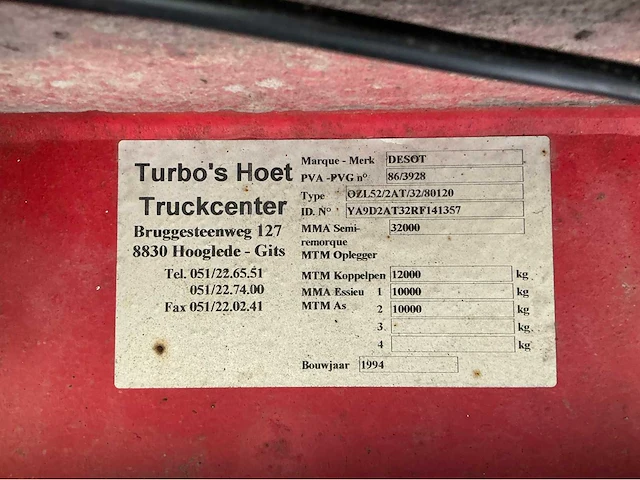 Turbo's Hoet
Truckcenter
Bruggesteenweg 127
8830 Hooglede - Gits
Tel. 051/22.65.51
051/22.74.00
Fax 051/22.02.41
Marque - Merk DESOT
PVA -PVG nº 86/3928
Type OZL52/2AT/32/80120
ID. Nº YA9D2AT32RF141357
MMA Semi- 32000
remorque
MTM Oplegger
MTM Koppelpen 12000 kg
MMA Essieu 1 10000 kg
MTM As 2 10000 kg
3 kg
4 kg
Bouwjaar 1994